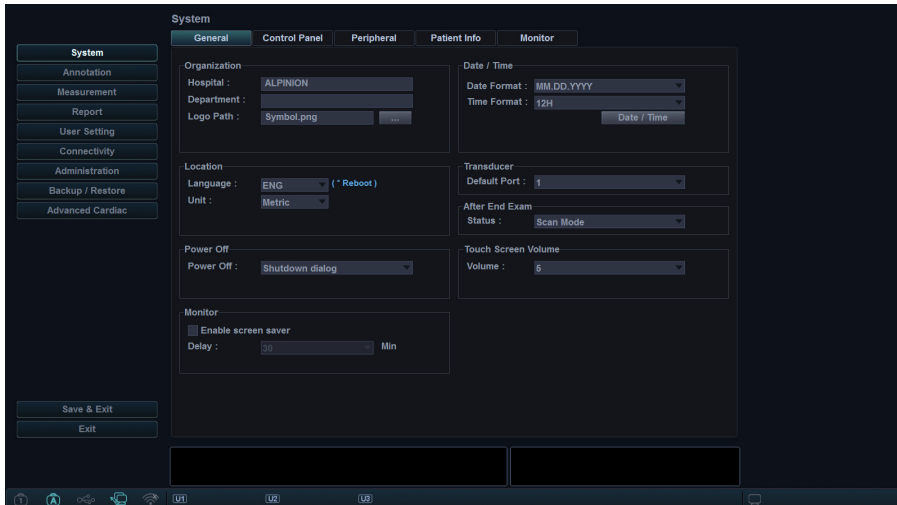 System
General Control Panel Peripheral Patient Info Monitor
System
Annotation
Measurement
Report
User Setting
Connectivity
Administration
Backup / Restore
Advanced Cardiac
Save & Exit
Exit
Organization
Hospital : ALPINION
Department :
Logo Path : Symbol.png ...
Location
Language : ENG ( * Reboot )
Unit : Metric
Power Off
Power Off : Shutdown dialog
Monitor
Enable screen saver
Delay : 30 Min
Date / Time
Date Format : MM.DD.YYYY
Time Format : 12H
Date / Time
Transducer
Default Port : 1
After End Exam
Status : Scan Mode
Touch Screen Volume
Volume : 5
1 A U1 U2 U3